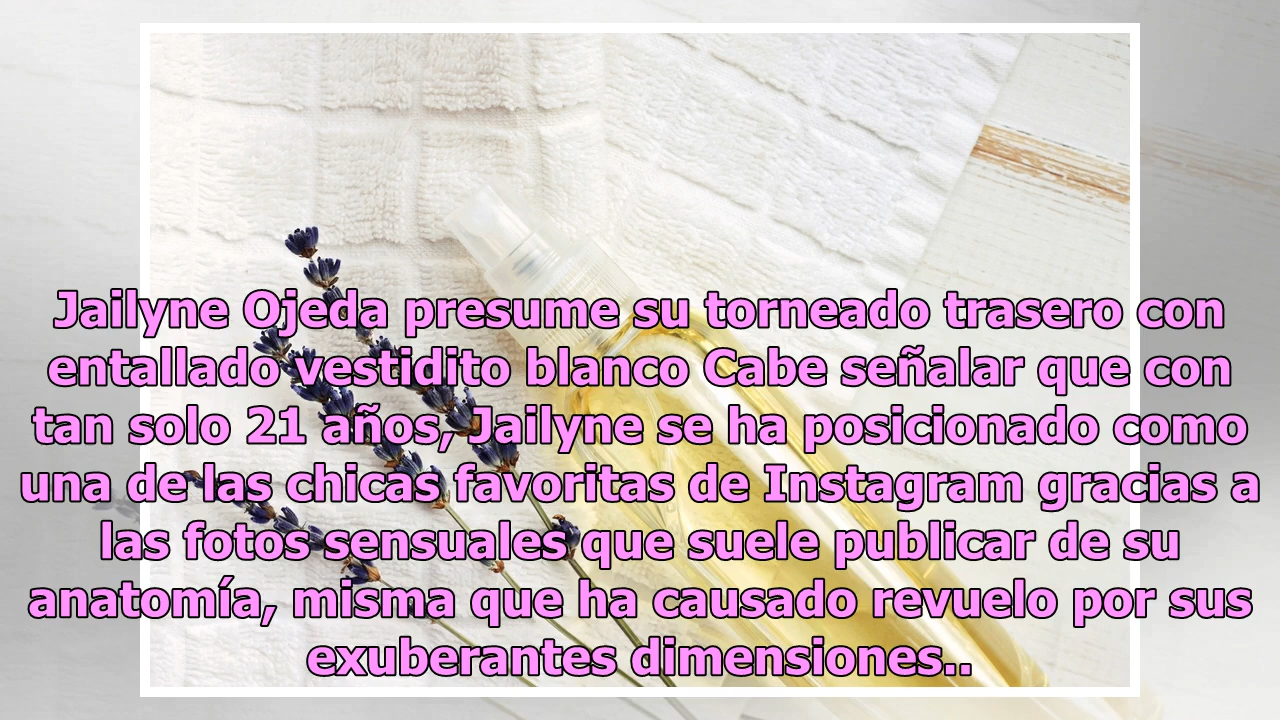 Jailyne Ojeda presume su torneado trasero con
entallado vestidito blanco Cabe señalar que con
tan solo 21 años, Jailyne se ha posicionado como
una de las chicas favoritas de Instagram gracias a
las fotos sensuales que suele publicar de su
anatomía, misma que ha causado revuelo por sus
exuberantes dimensiones..